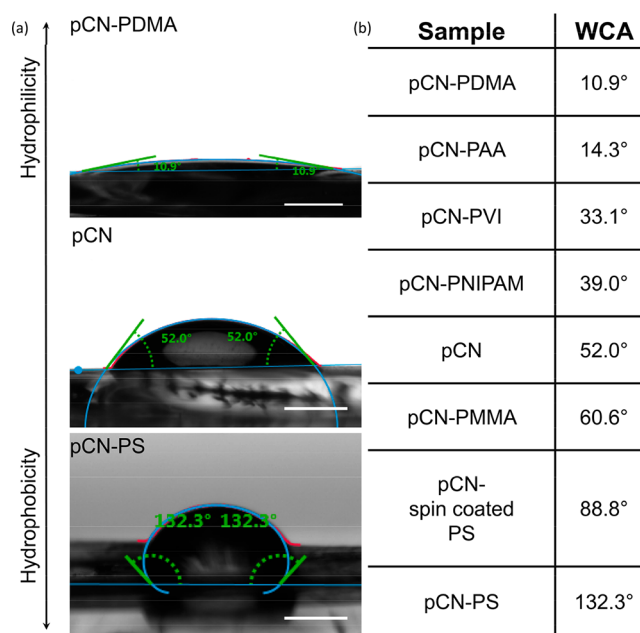 (a)
pCN-PDMA
Hydrophilicity
10.9°
10.9°
pCN
52.0°
52.0°
pCN-PS
132.3°
132.3°
Hydrophobicity
(b)
Sample WCA
pCN-PDMA 10.9°
pCN-PAA 14.3°
pCN-PVI 33.1°
pCN-PNIPAM 39.0°
pCN 52.0°
pCN-PMMA 60.6°
pCN-
spin coated 88.8°
PS
pCN-PS 132.3°